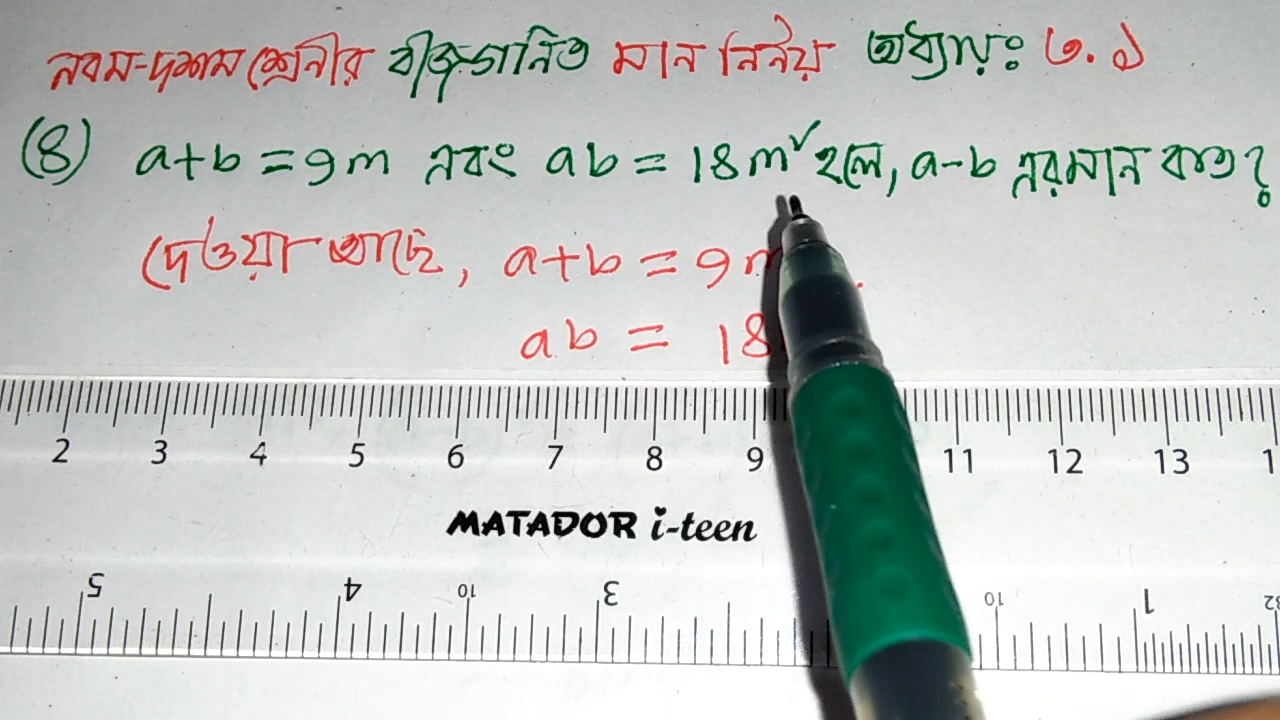 নবম-দশম শ্রেনীর বীজগনিত মান নির্নয় অধ্যায়ঃ ৩.১
(৪) a+b = 9m এবং ab = 18m² হলে, a-b এরমান কত?
দেওয়া আছে, a+b = 9m
ab = 18
2 3 4 5 6 7 8 9 11 12 13 1
MATADOR i-teen
5 4 10 3 10 1 32